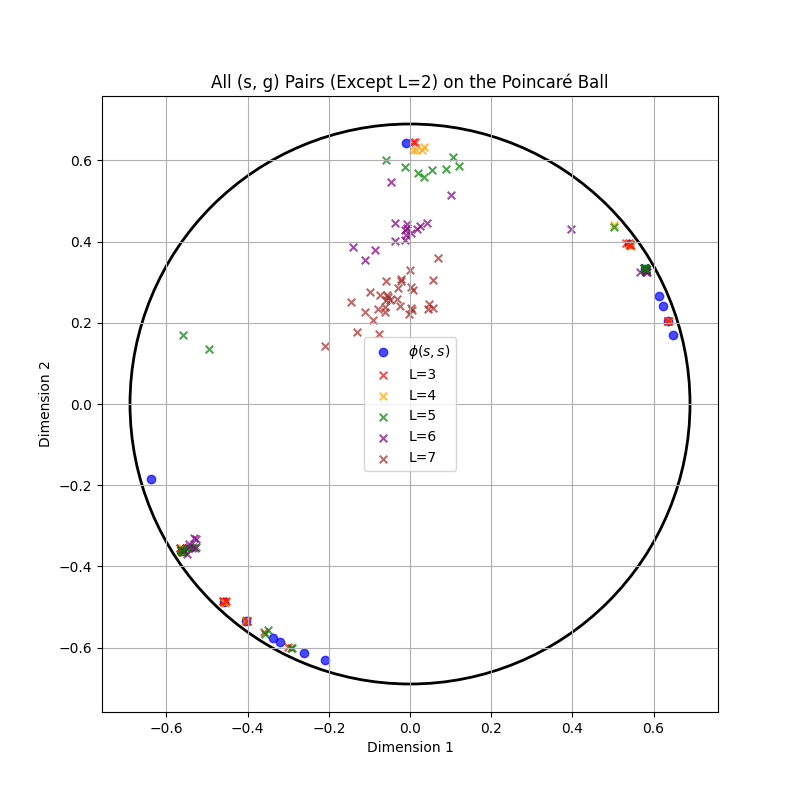 All (s, g) Pairs (Except L=2) on the Poincaré Ball
0.6
0.4
0.2
0.0
−0.2
−0.4
−0.6
Dimension 2
ϕ(s, s)
L=3
L=4
L=5
L=6
L=7
−0.6 −0.4 −0.2 0.0 0.2 0.4 0.6
Dimension 1